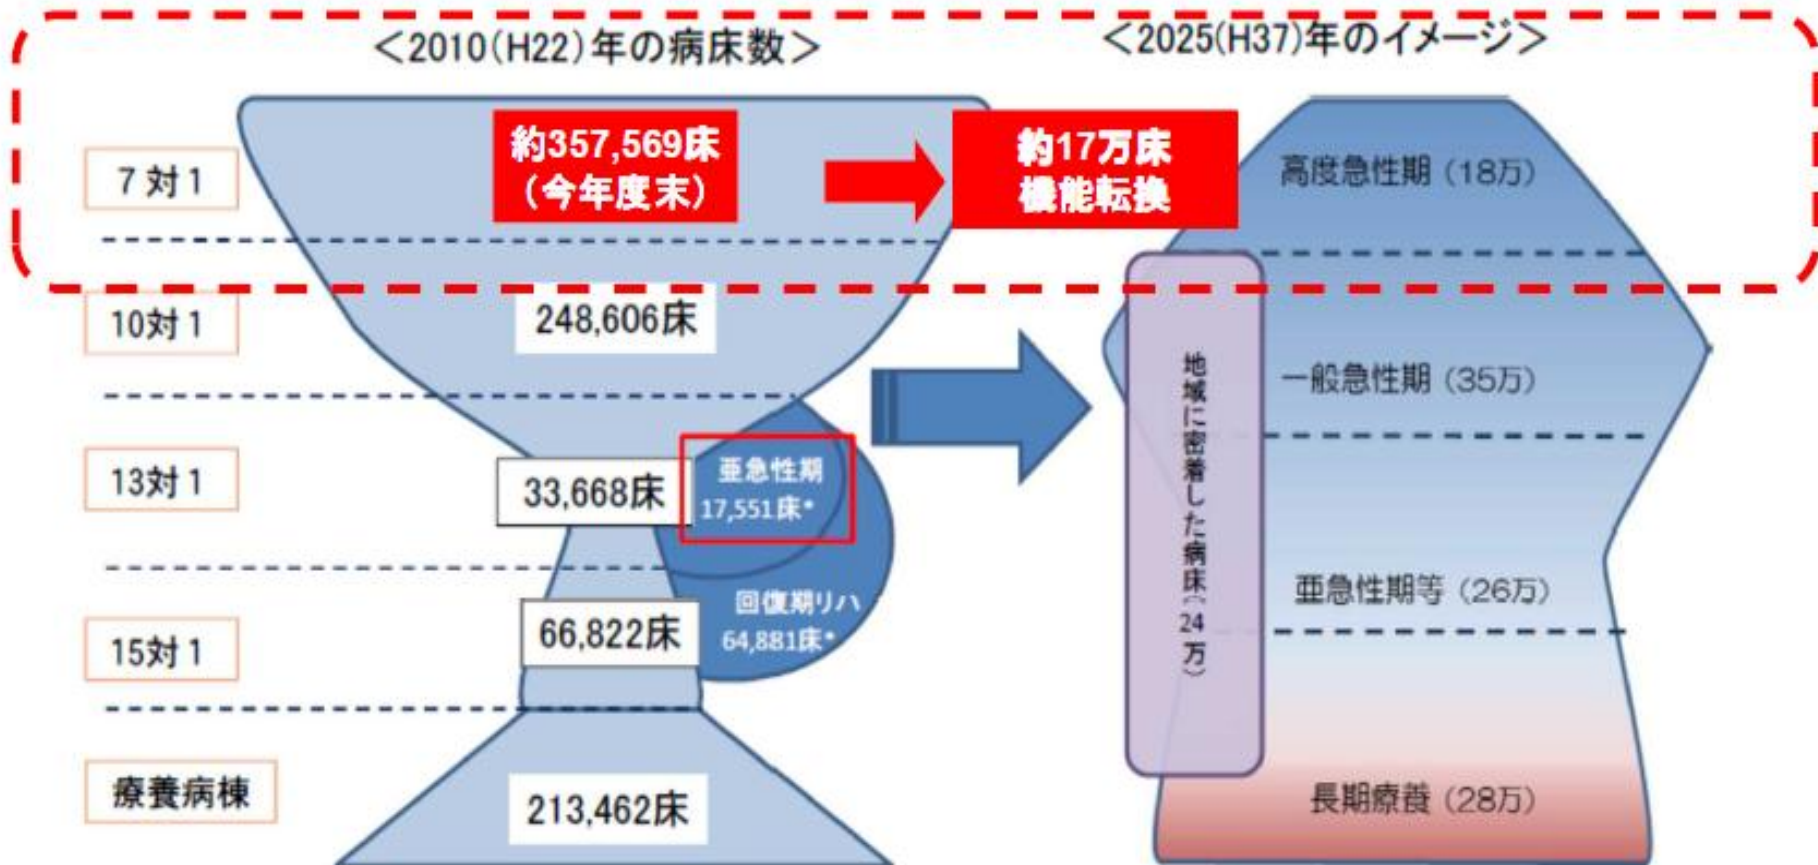 ＜2010(H22)年の病床数＞
＜2025(H37)年のイメージ＞
7対1
約357,569床
（今年度末）
約17万床
機能転換
高度急性期（18万）
10対1
248,606床
一般急性期（35万）
地域に密着した病床（24万）
13対1
33,668床
亜急性期
17,551床*
亜急性期等（26万）
15対1
66,822床
回復期リハ
64,881床*
療養病棟
213,462床
長期療養（28万）